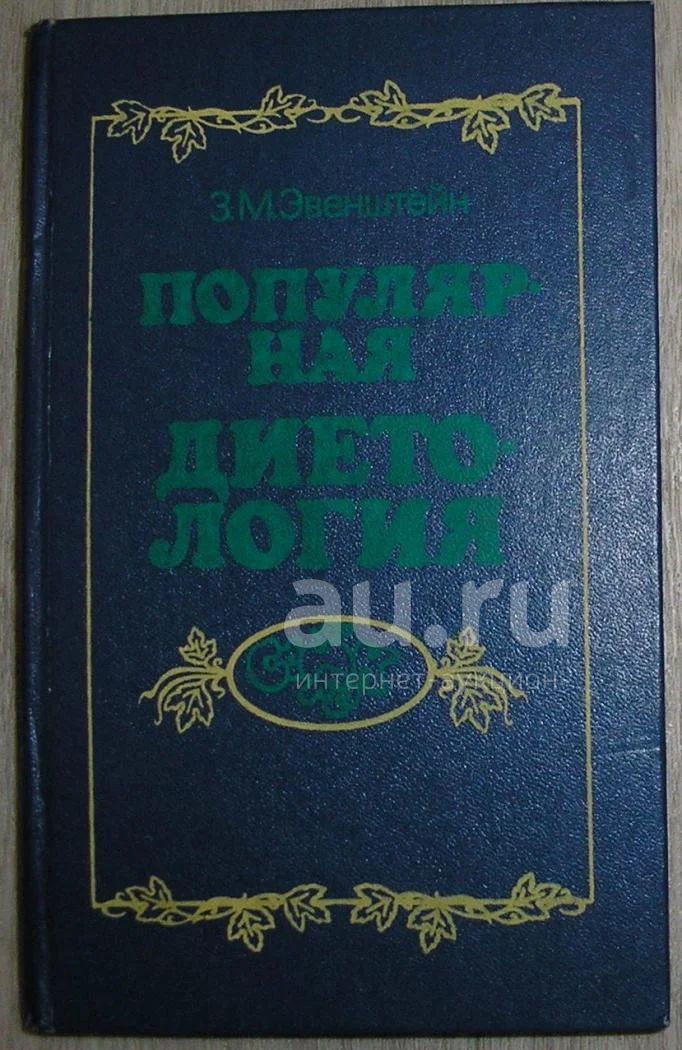 З.М.Эвенштейн
ПОПУЛЯР-
НАЯ
ДИЕТО-
ЛОГИЯ
au.ru
интернет-аукцион